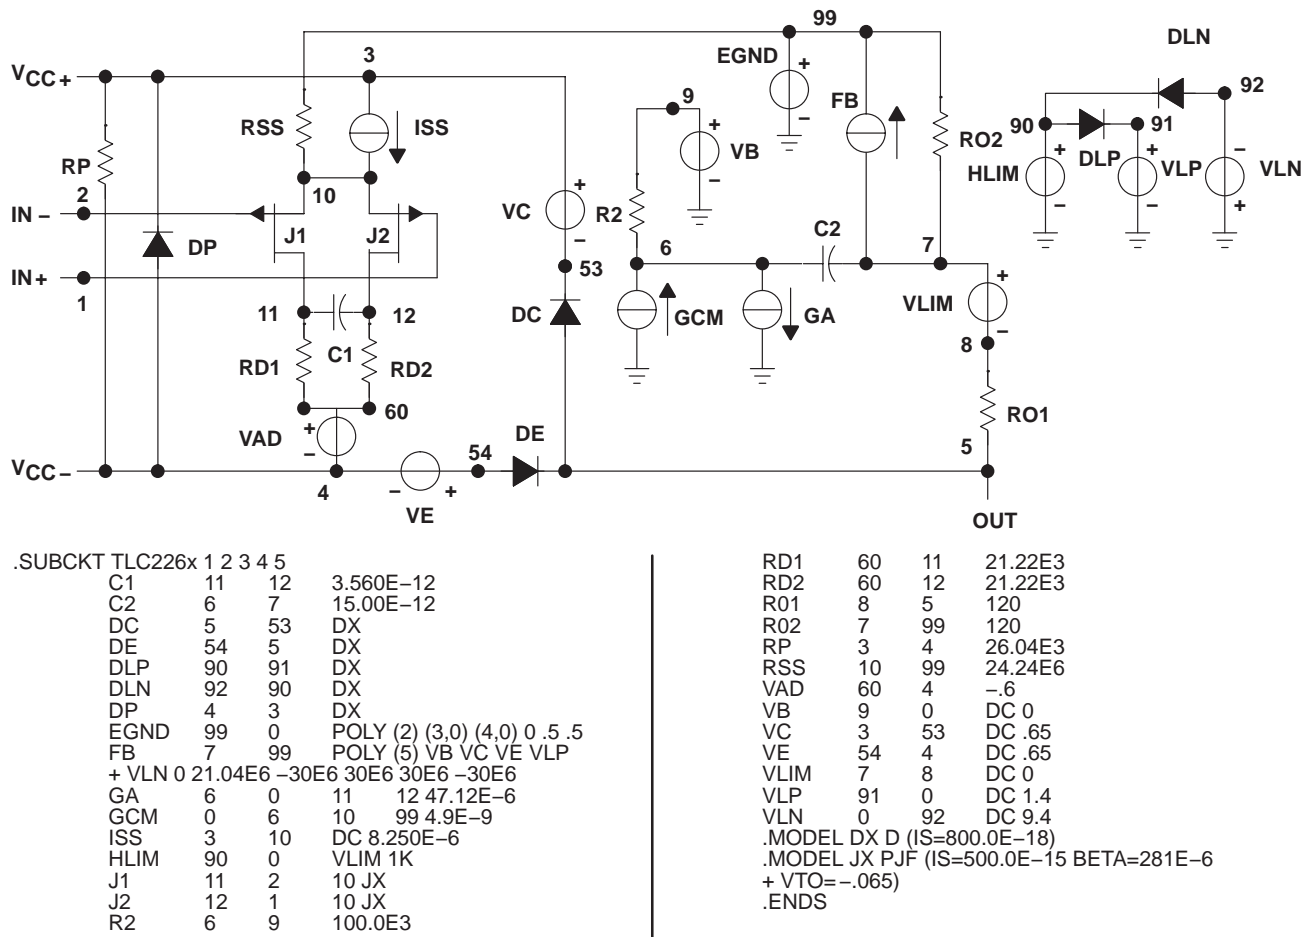 99
DLN
3
VCC+
EGND
+
92
9
FB
+
RSS
ISS
–
90
91
RP
VB
RO2
DLP
2
10
HLIM
VLP
VLN
IN –
VC
R2
J1
J2
C2
DP
6
7
IN+
53
1
VLIM
11
12
DC
GCM
GA
8
C1
RD1
RD2
60
RO1
VAD
DE
54
5
VCC–
4
VE
OUT
.SUBCKT TLC226x 1 2 3 4 5
C1 11 12 3.560E–12
C2 6 7 15.00E–12
DC 5 53 DX
DE 54 5 DX
DLP 90 91 DX
DLN 92 90 DX
DP 4 3 DX
EGND 99 0 POLY (2) (3,0) (4,0) 0 .5 .5
FB 7 99 POLY (5) VB VC VE VLP
+ VLN 0 21.04E6 –30E6 30E6 30E6 –30E6
GA 6 0 11 12 47.12E–6
GCM 0 6 10 99 4.9E–9
ISS 3 10 DC 8.250E–6
HLIM 90 0 VLIM 1K
J1 11 2 10 JX
J2 12 1 10 JX
R2 6 9 100.0E3
RD1 60 11 21.22E3
RD2 60 12 21.22E3
R01 8 5 120
R02 7 99 120
RP 3 4 26.04E3
RSS 10 99 24.24E6
VAD 60 4 –.6
VB 9 0 DC 0
VC 3 53 DC .65
VE 54 4 DC .65
VLIM 7 8 DC 0
VLP 91 0 DC 1.4
VLN 0 92 DC 9.4
.MODEL DX D (IS=800.0E–18)
.MODEL JX PJF (IS=500.0E–15 BETA=281E–6
+ VTO=–.065)
.ENDS